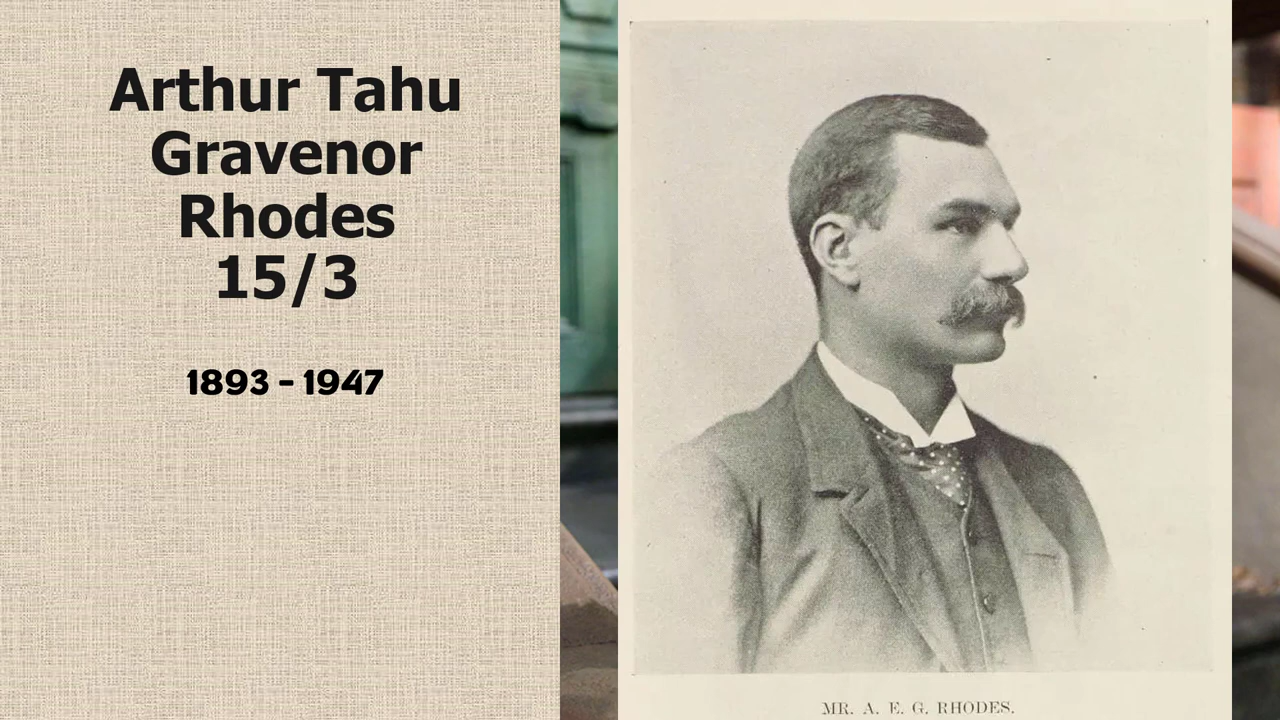 Arthur Tahu
Gravenor
Rhodes
15/3
1893 - 1947
MR. A. E. G. RHODES.